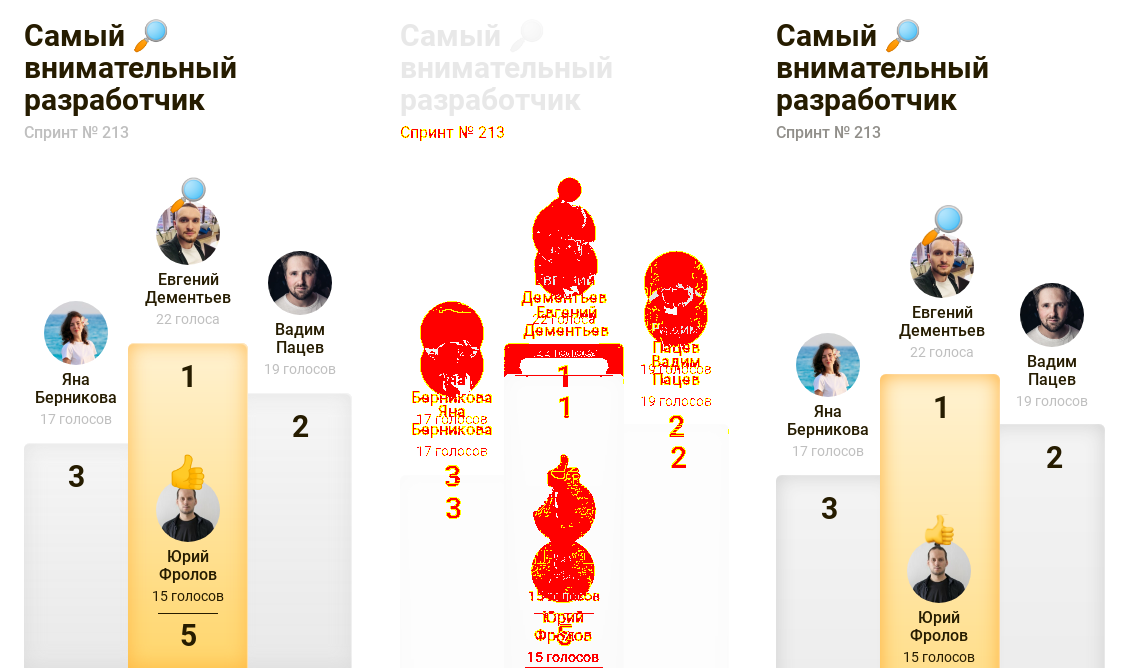 Самый
внимательный
разработчик
Спринт № 213
Евгений
Дементьев
22 голоса
Вадим
Пацев
19 голосов
Яна
Берникова
17 голосов
1
2
3
Юрий
Фролов
15 голосов
5
Самый
внимательный
разработчик
Спринт № 213
Евгений
Дементьев
22 голоса
Евгений
Дементьев
22 голоса
Вадим
Пацев
19 голосов
Вадим
Пацев
19 голосов
Яна
Берникова
17 голосов
Яна
Берникова
17 голосов
1
1
2
2
3
3
15 голосов
Юрий
Фролов
5
15 голосов
Самый
внимательный
разработчик
Спринт № 213
Евгений
Дементьев
22 голоса
Вадим
Пацев
19 голосов
Яна
Берникова
17 голосов
1
2
3
Юрий
Фролов
15 голосов